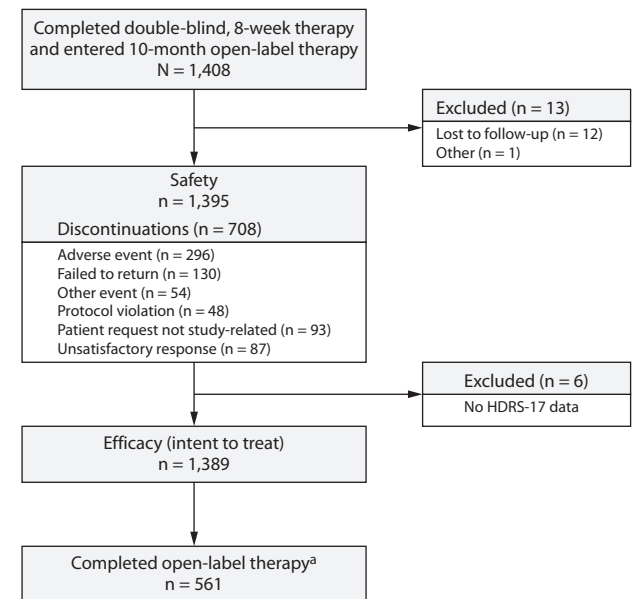 Completed double-blind, 8-week therapy
and entered 10-month open-label therapy
N = 1,408
Excluded (n = 13)
Lost to follow-up (n = 12)
Other (n = 1)
Safety
n = 1,395
Discontinuations (n = 708)
Adverse event (n = 296)
Failed to return (n = 130)
Other event (n = 54)
Protocol violation (n = 48)
Patient request not study-related (n = 93)
Unsatisfactory response (n = 87)
Excluded (n = 6)
No HDRS-17 data
Efficacy (intent to treat)
n = 1,389
Completed open-label therapyᵃ
n = 561